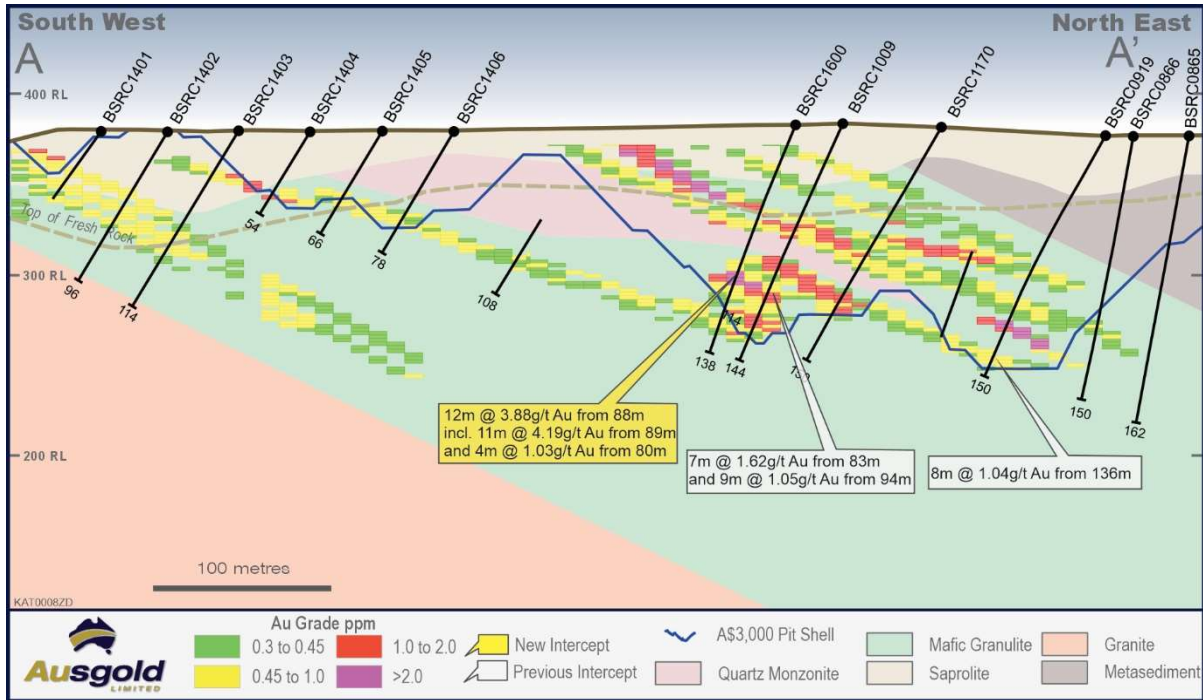 South West
North East
A
A'
BSRC1401
BSRC1402
BSRC1403
BSRC1404
BSRC1405
BSRC1406
BSRC1600
BSRC1009
BSRC1170
BSRC0919
BSRC0866
BSRC0865
400 RL
Top of Fresh Rock
54
66
78
300 RL
96
114
108
114
138
144
150
150
162
12m @ 3.88g/t Au from 88m
incl. 11m @ 4.19g/t Au from 89m
and 4m @ 1.03g/t Au from 80m
7m @ 1.62g/t Au from 83m
and 9m @ 1.05g/t Au from 94m
8m @ 1.04g/t Au from 136m
200 RL
100 metres
KAT0008ZD
Ausgold
LIMITED
Au Grade ppm
0.3 to 0.45
1.0 to 2.0
0.45 to 1.0
>2.0
New Intercept
Previous Intercept
A$3,000 Pit Shell
Quartz Monzonite
Mafic Granulite
Saprolite
Granite
Metasediment